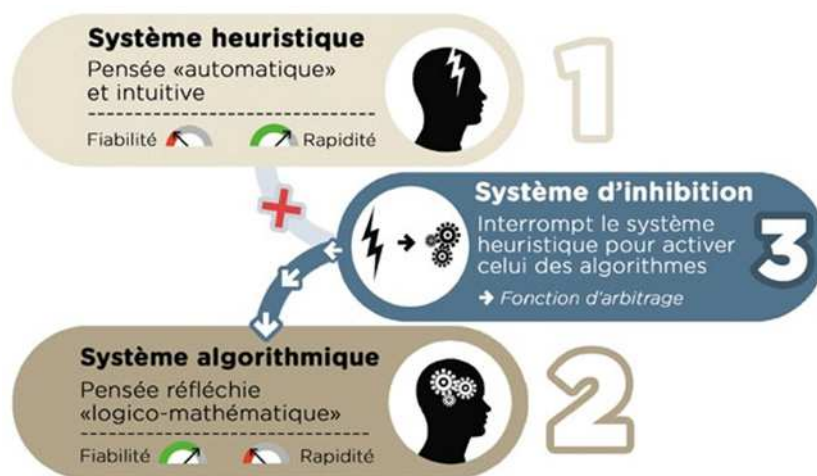 Système heuristique
Pensée «automatique»
et intuitive
Fiabilité Rapidité
1
Système d'inhibition
Interrompt le système
heuristique pour activer
celui des algorithmes
→ Fonction d'arbitrage
3
Système algorithmique
Pensée réfléchie
«logico-mathématique»
Fiabilité Rapidité
2